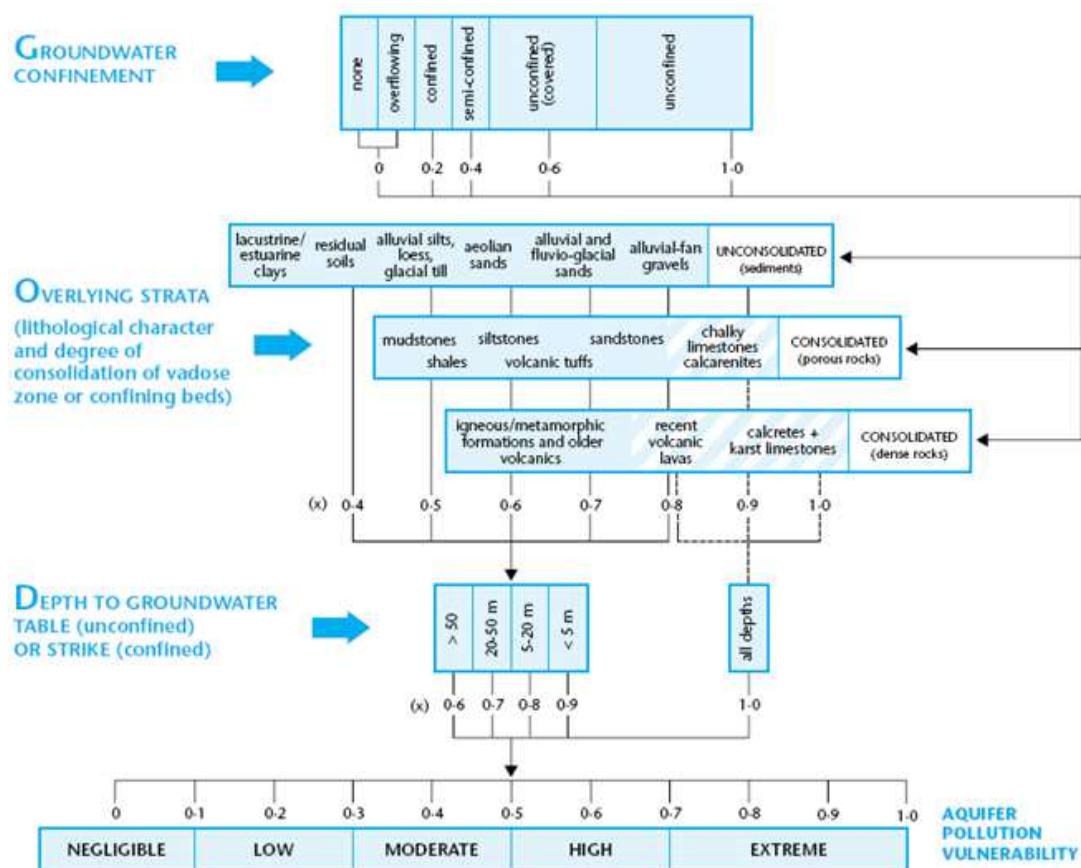 GROUNDWATER
CONFINEMENT
none
overflowing
confined
semi-confined
unconfined
(covered)
unconfined
0
0·2
0·4
0·6
1·0
lacustrine/
estuarine
clays
residual
soils
alluvial silts,
loess,
glacial till
aeolian
sands
alluvial and
fluvio-glacial
sands
alluvial-fan
gravels
UNCONSOLIDATED
(sediments)
OVERLYING STRATA
(lithological character
and degree of
consolidation of vadose
zone or confining beds)
mudstones
shales
siltstones
volcanic tuffs
sandstones
chalky
limestones
calcarenites
CONSOLIDATED
(porous rocks)
igneous/metamorphic
formations and older
volcanics
recent
volcanic
lavas
calcretes +
karst limestones
CONSOLIDATED
(dense rocks)
(x) 0·4 0·5 0·6 0·7 0·8 0·9 1·0
DEPTH TO GROUNDWATER
TABLE (unconfined)
OR STRIKE (confined)
> 50
20-50 m
5-20 m
< 5 m
all depths
(x) 0·6 0·7 0·8 0·9 1·0
0 0·1 0·2 0·3 0·4 0·5 0·6 0·7 0·8 0·9 1·0
NEGLIGIBLE LOW MODERATE HIGH EXTREME
AQUIFER
POLLUTION
VULNERABILITY